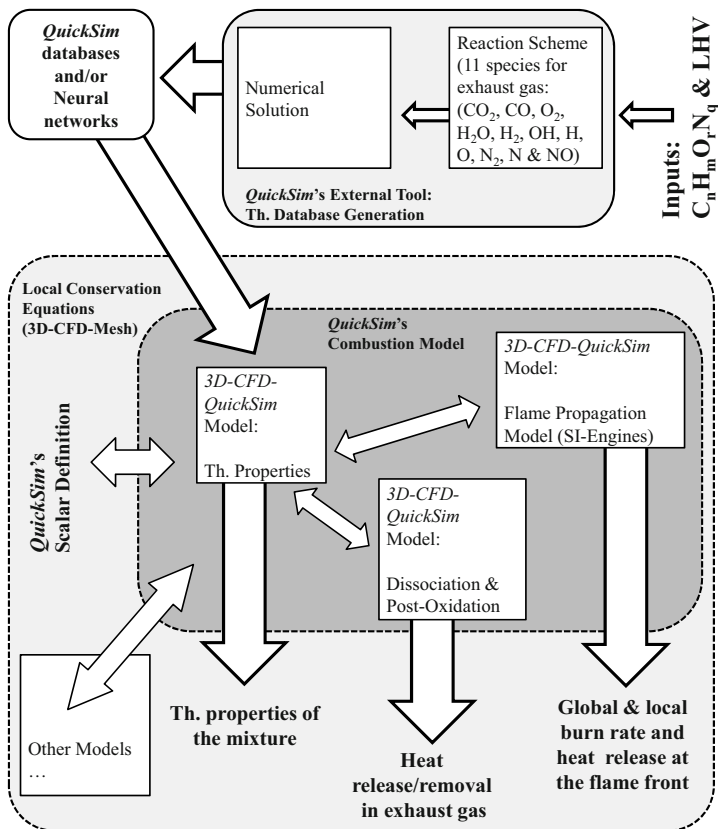 QuickSim
databases
and/or
Neural
networks
Numerical
Solution
Reaction Scheme
(11 species for
exhaust gas:
(CO₂, CO, O₂,
H₂O, H₂, OH, H,
O, N₂, N & NO)
Inputs:
CₙHₘOᵣN_q & LHV
QuickSim's External Tool:
Th. Database Generation
Local Conservation
Equations
(3D-CFD-Mesh)
QuickSim's
Combustion Model
3D-CFD-
QuickSim
Model:
Th. Properties
3D-CFD-QuickSim
Model:
Flame Propagation
Model (SI-Engines)
QuickSim's
Scalar Definition
3D-CFD-
QuickSim
Model:
Dissociation &
Post-Oxidation
Other Models
…
Th. properties of
the mixture
Heat
release/removal
in exhaust gas
Global & local
burn rate and
heat release at
the flame front